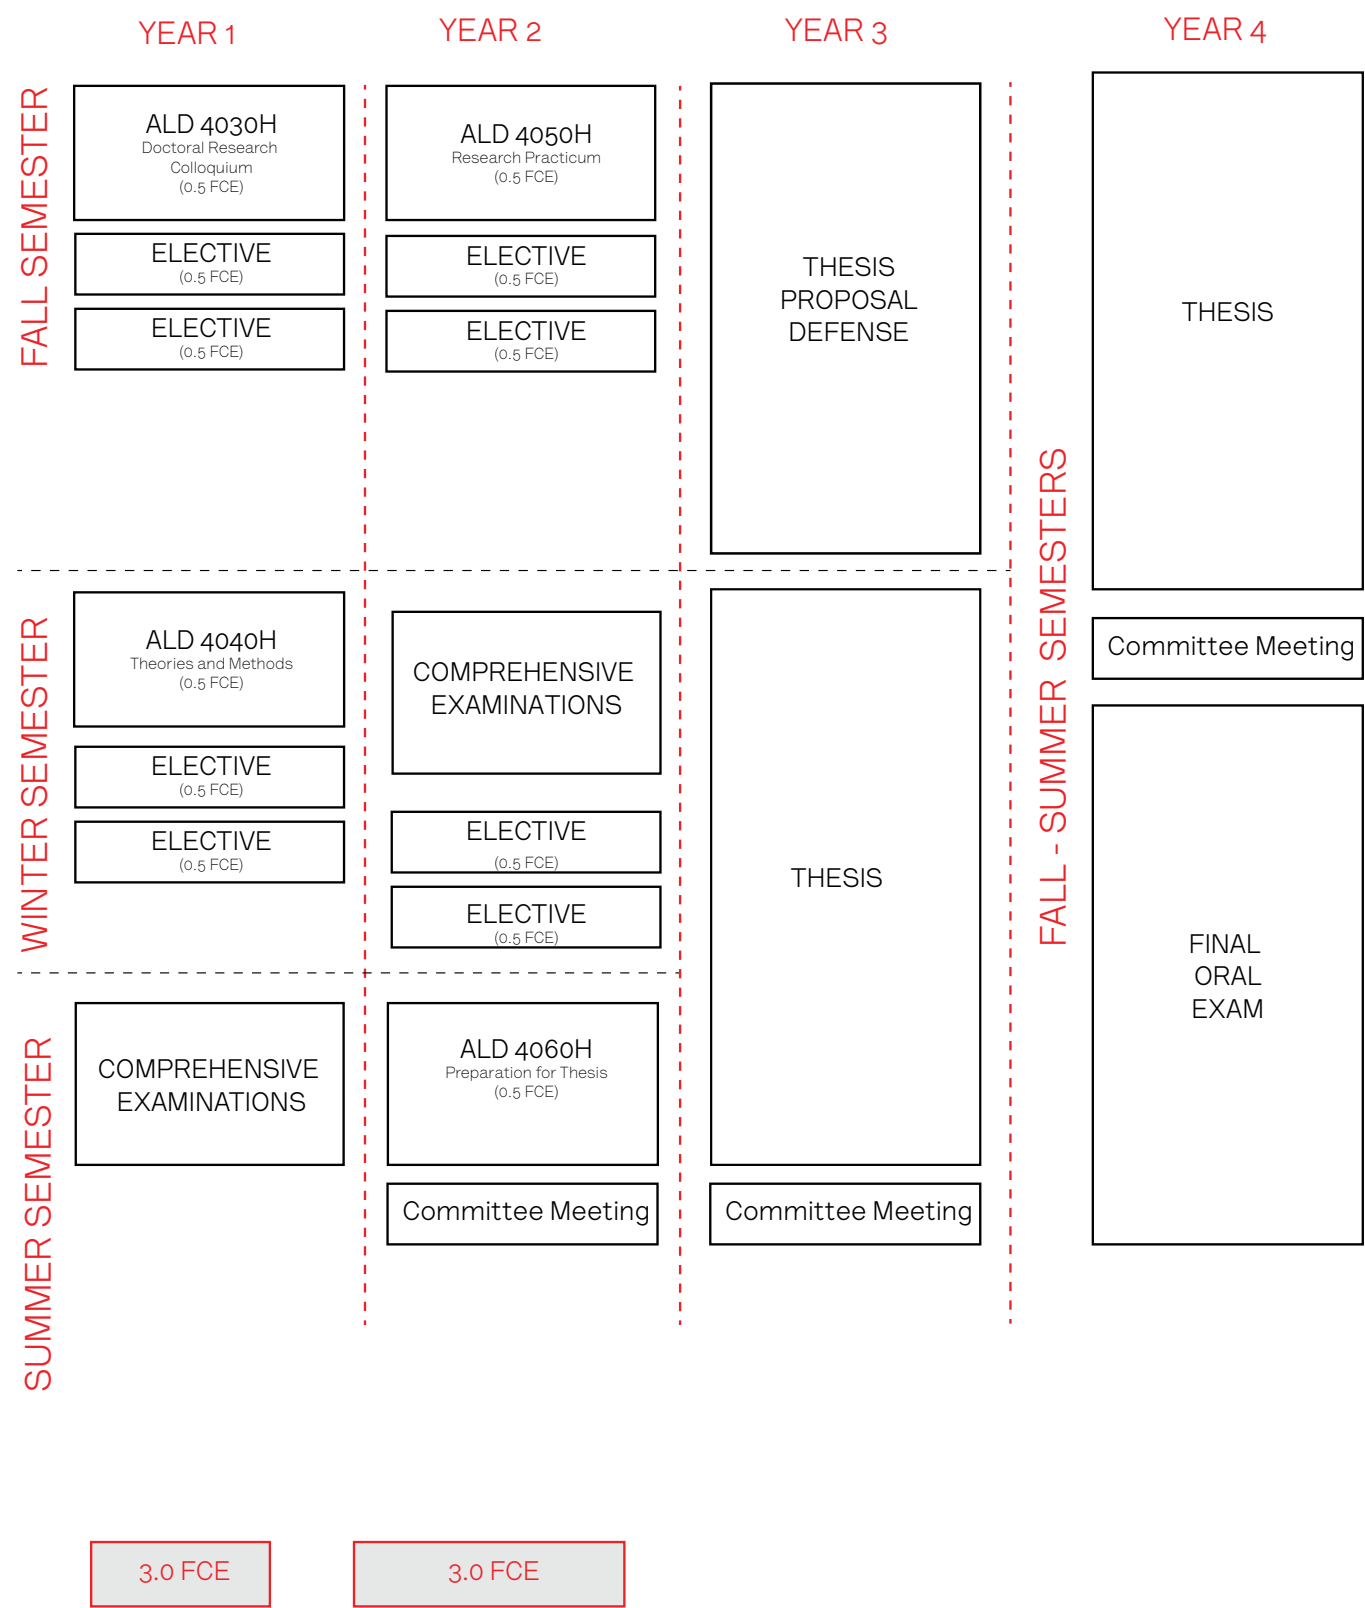 YEAR 1
YEAR 2
YEAR 3
YEAR 4
FALL SEMESTER
ALD 4030H
Doctoral Research
Colloquium
(0.5 FCE)
ELECTIVE
(0.5 FCE)
ELECTIVE
(0.5 FCE)
ALD 4050H
Research Practicum
(0.5 FCE)
ELECTIVE
(0.5 FCE)
ELECTIVE
(0.5 FCE)
THESIS
PROPOSAL
DEFENSE
WINTER SEMESTER
ALD 4040H
Theories and Methods
(0.5 FCE)
ELECTIVE
(0.5 FCE)
ELECTIVE
(0.5 FCE)
COMPREHENSIVE
EXAMINATIONS
ELECTIVE
(0.5 FCE)
ELECTIVE
(0.5 FCE)
THESIS
SUMMER SEMESTER
COMPREHENSIVE
EXAMINATIONS
ALD 4060H
Preparation for Thesis
(0.5 FCE)
Committee Meeting
Committee Meeting
FALL - SUMMER SEMESTERS
THESIS
Committee Meeting
FINAL
ORAL
EXAM
3.0 FCE
3.0 FCE